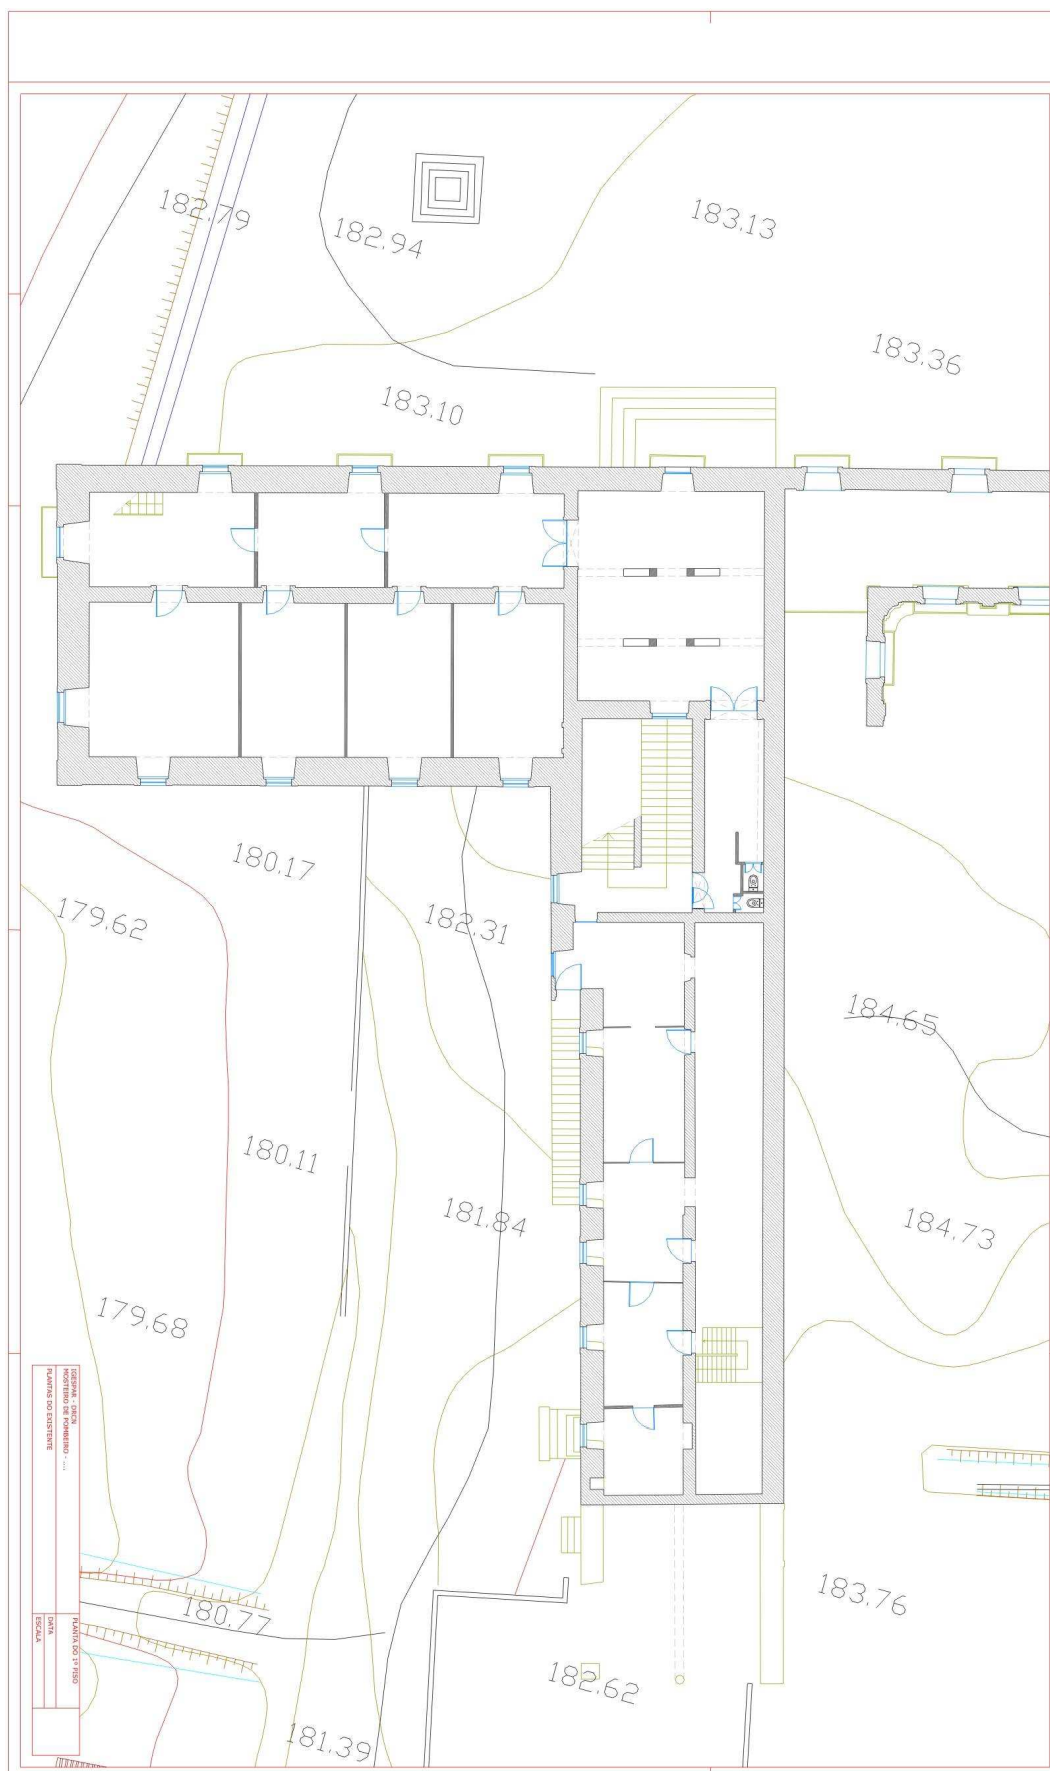 182.79
182.94
183.13
183.36
183.10
180.17
179.62
182.31
184.65
180.11
181.84
184.73
179.68
183.76
180.77
182.62
181.39
IGESPAR - DRCN
MOSTEIRO DE POMBEIRO - ....
PLANTAS DO EXISTENTE
PLANTA DO 1º PISO
DATA
ESCALA